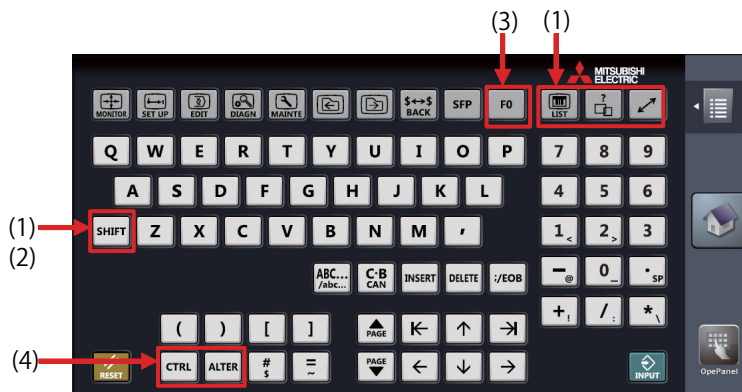 (3) (1)
MITSUBISHI
ELECTRIC
MONITOR SET UP EDIT DIAGN MAINTE $↔$ BACK SFP F0 LIST ?
Q W E R T Y U I O P 7 8 9
A S D F G H J K L 4 5 6
(1) SHIFT Z X C V B N M , 1 < 2 > 3
(2)
ABC... /abc... C·B CAN INSERT DELETE ;/EOB − @ 0 _ · SP
( ) [ ] PAGE + ! / : * \
(4) RESET CTRL ALTER # $ = ~ PAGE INPUT OpePanel